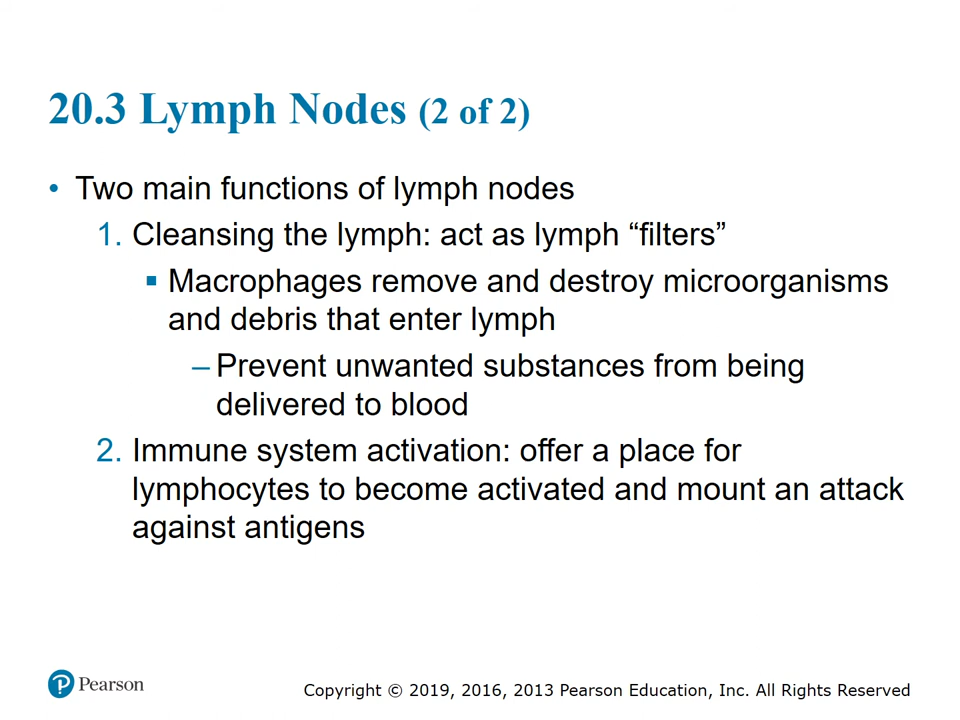 20.3 Lymph Nodes (2 of 2)
• Two main functions of lymph nodes
1. Cleansing the lymph: act as lymph “filters”
▪ Macrophages remove and destroy microorganisms
and debris that enter lymph
– Prevent unwanted substances from being
delivered to blood
2. Immune system activation: offer a place for
lymphocytes to become activated and mount an attack
against antigens
P Pearson
Copyright © 2019, 2016, 2013 Pearson Education, Inc. All Rights Reserved